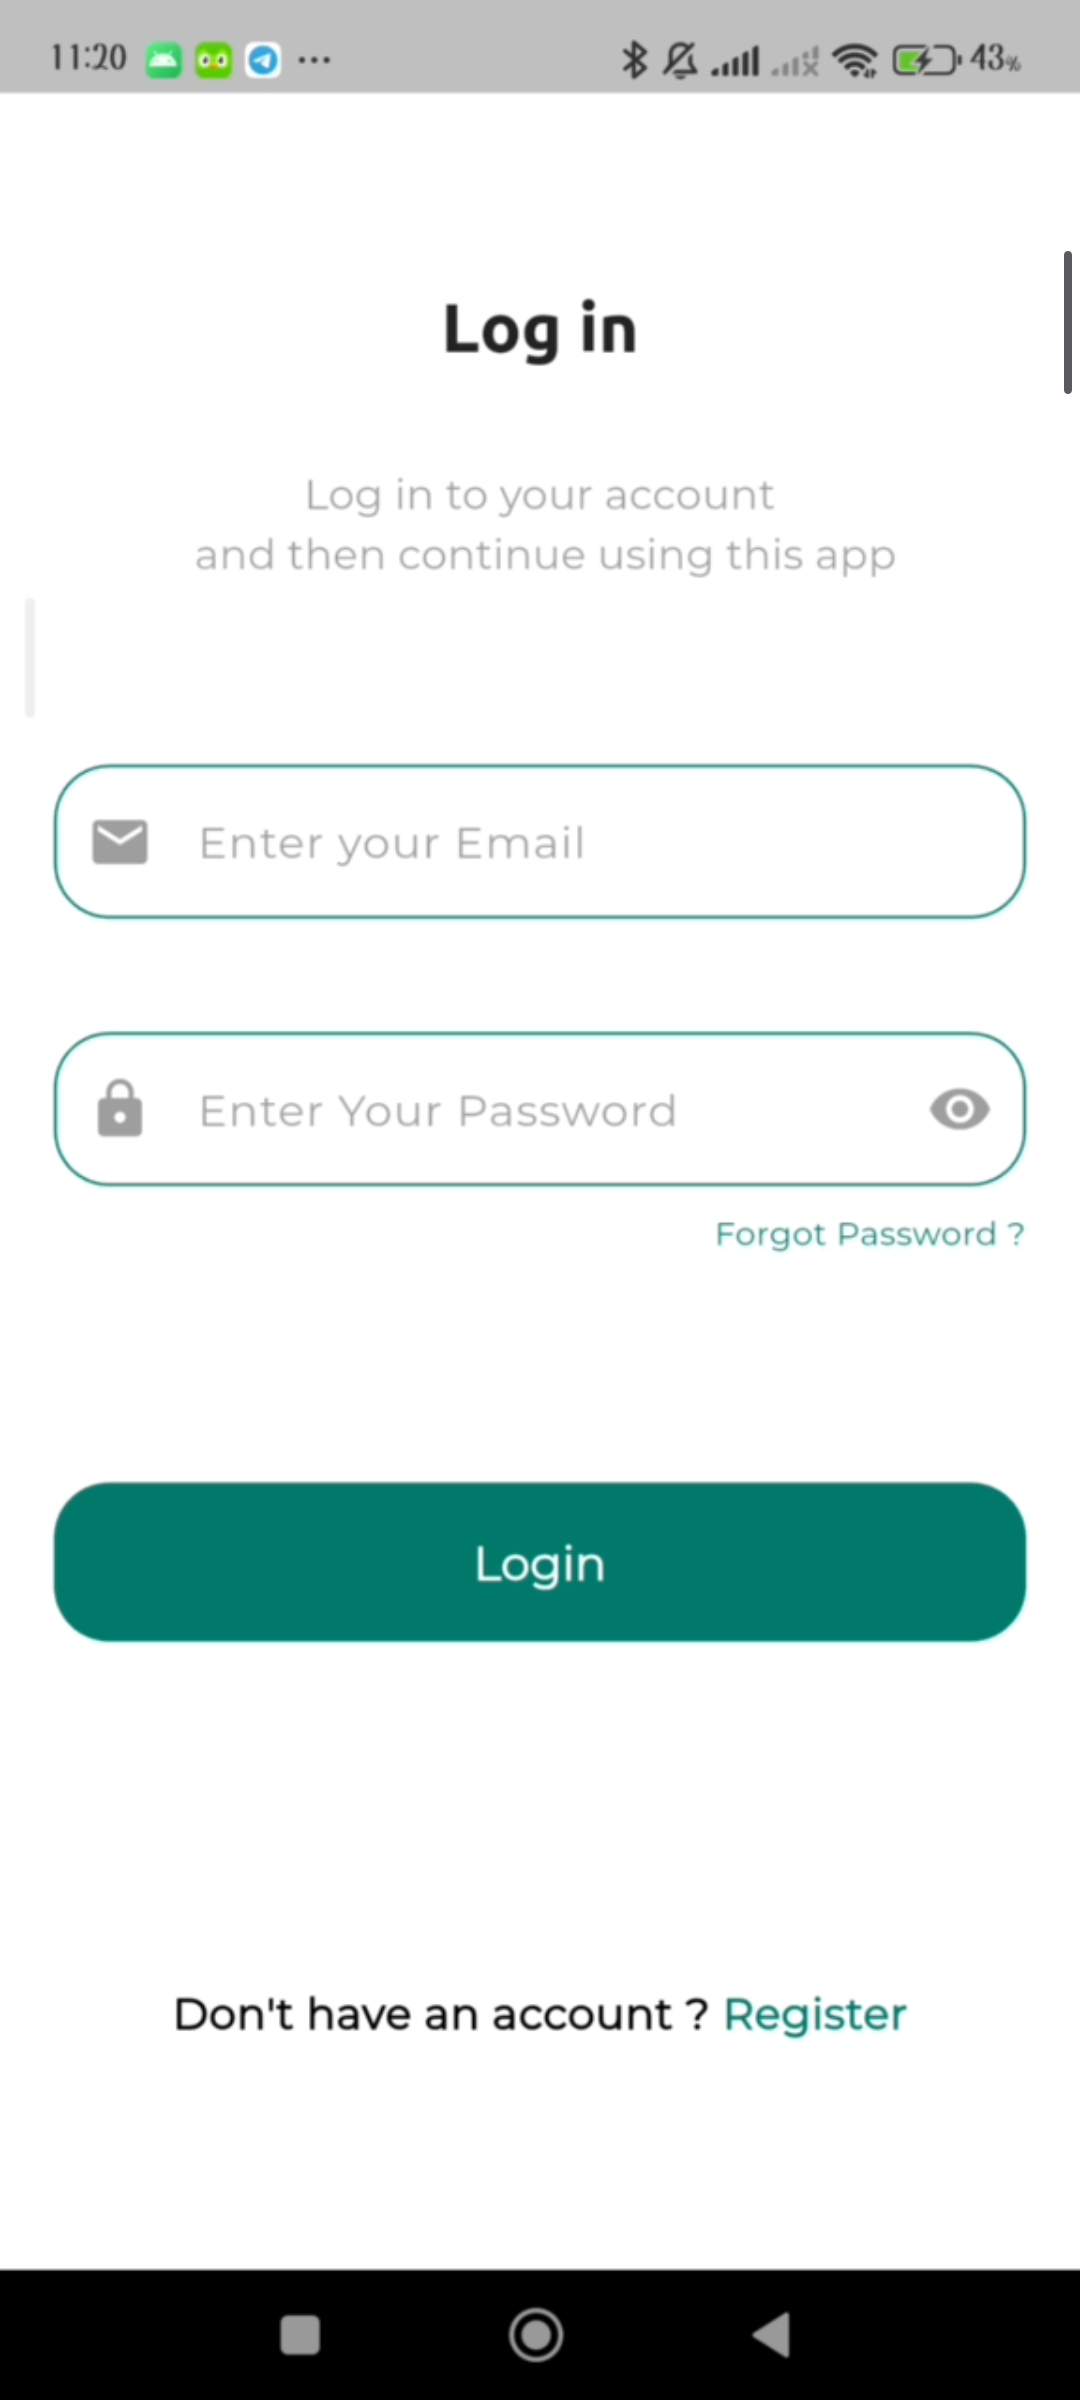 11:20 ... 43%
Log in
Log in to your account
and then continue using this app
Enter your Email
Enter Your Password
Forgot Password ?
Login
Don't have an account ? Register